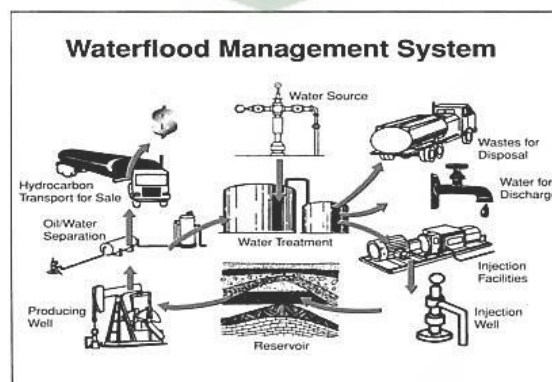 Waterflood Management System
Water Source
Wastes for
Disposal
Hydrocarbon
Transport for Sale
Water for
Discharge
Oil/Water
Separation
Water Treatment
Injection
Facilities
Producing
Well
Injection
Well
Reservoir
$